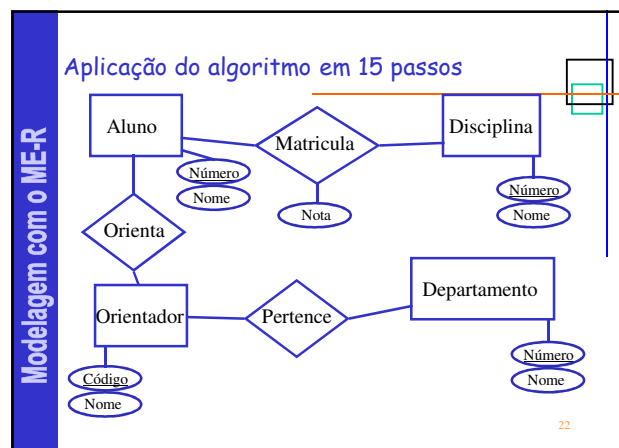 Modelagem com o ME-R
Aplicação do algoritmo em 15 passos
Aluno
Matricula
Disciplina
Número
Nome
Nota
Número
Nome
Orienta
Orientador
Pertence
Departamento
Código
Nome
Número
Nome
22